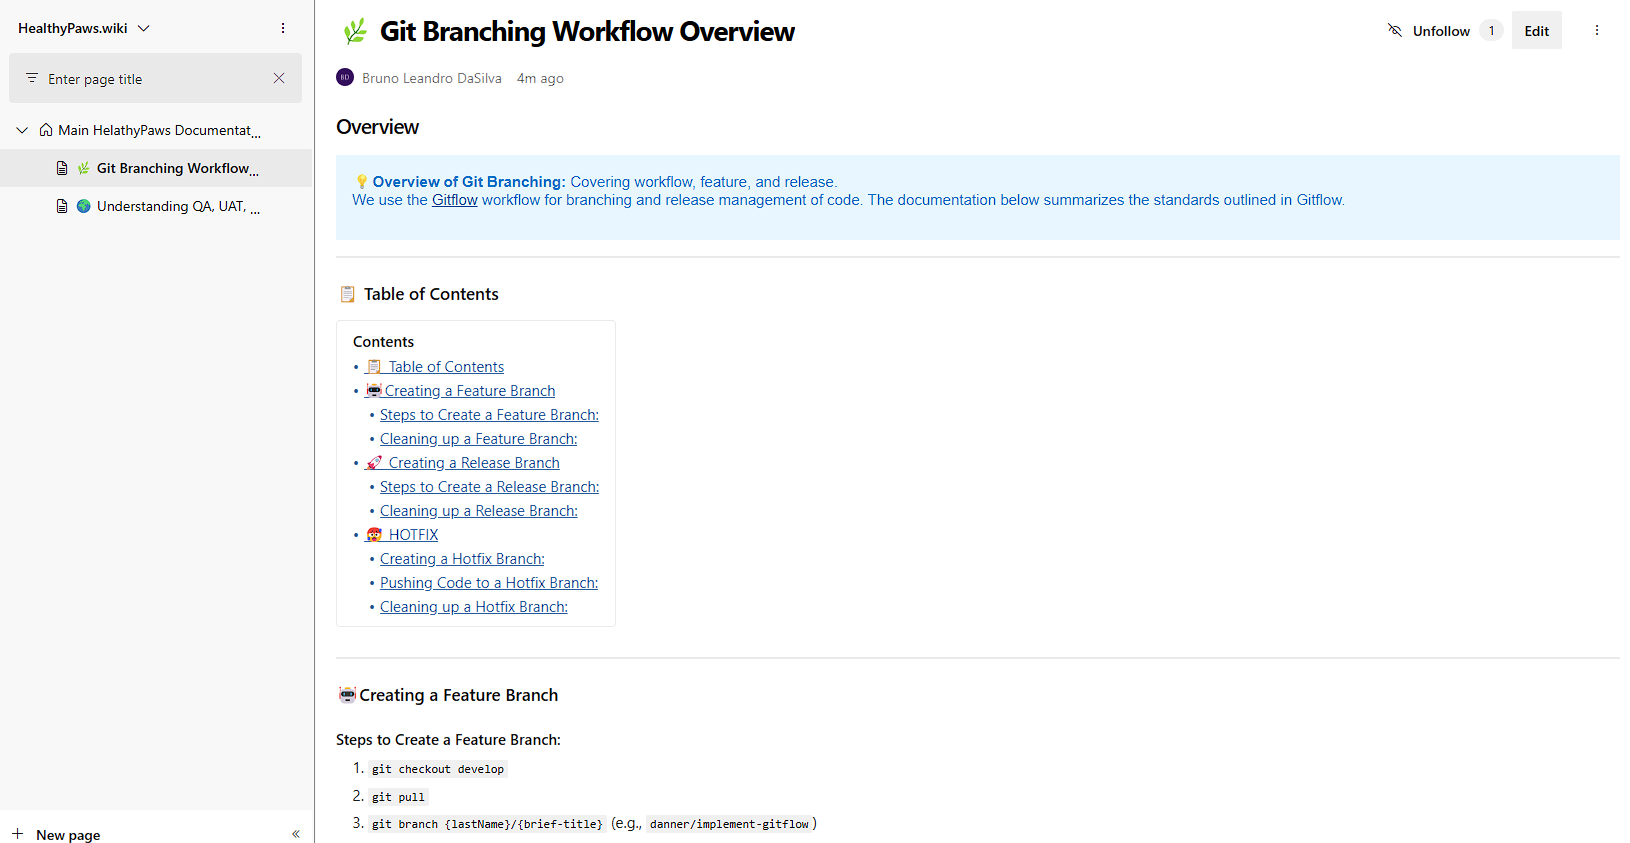 HealthyPaws.wiki
Enter page title
Main HelathyPaws Documentat...
Git Branching Workflow...
Understanding QA, UAT, ...
New page
Git Branching Workflow Overview
Unfollow 1 Edit
BD Bruno Leandro DaSilva 4m ago
Overview
Overview of Git Branching: Covering workflow, feature, and release.
We use the Gitflow workflow for branching and release management of code. The documentation below summarizes the standards outlined in Gitflow.
Table of Contents
Contents
• Table of Contents
• Creating a Feature Branch
• Steps to Create a Feature Branch:
• Cleaning up a Feature Branch:
• Creating a Release Branch
• Steps to Create a Release Branch:
• Cleaning up a Release Branch:
• HOTFIX
• Creating a Hotfix Branch:
• Pushing Code to a Hotfix Branch:
• Cleaning up a Hotfix Branch:
Creating a Feature Branch
Steps to Create a Feature Branch:
1. git checkout develop
2. git pull
3. git branch {lastName}/{brief-title} (e.g., danner/implement-gitflow)